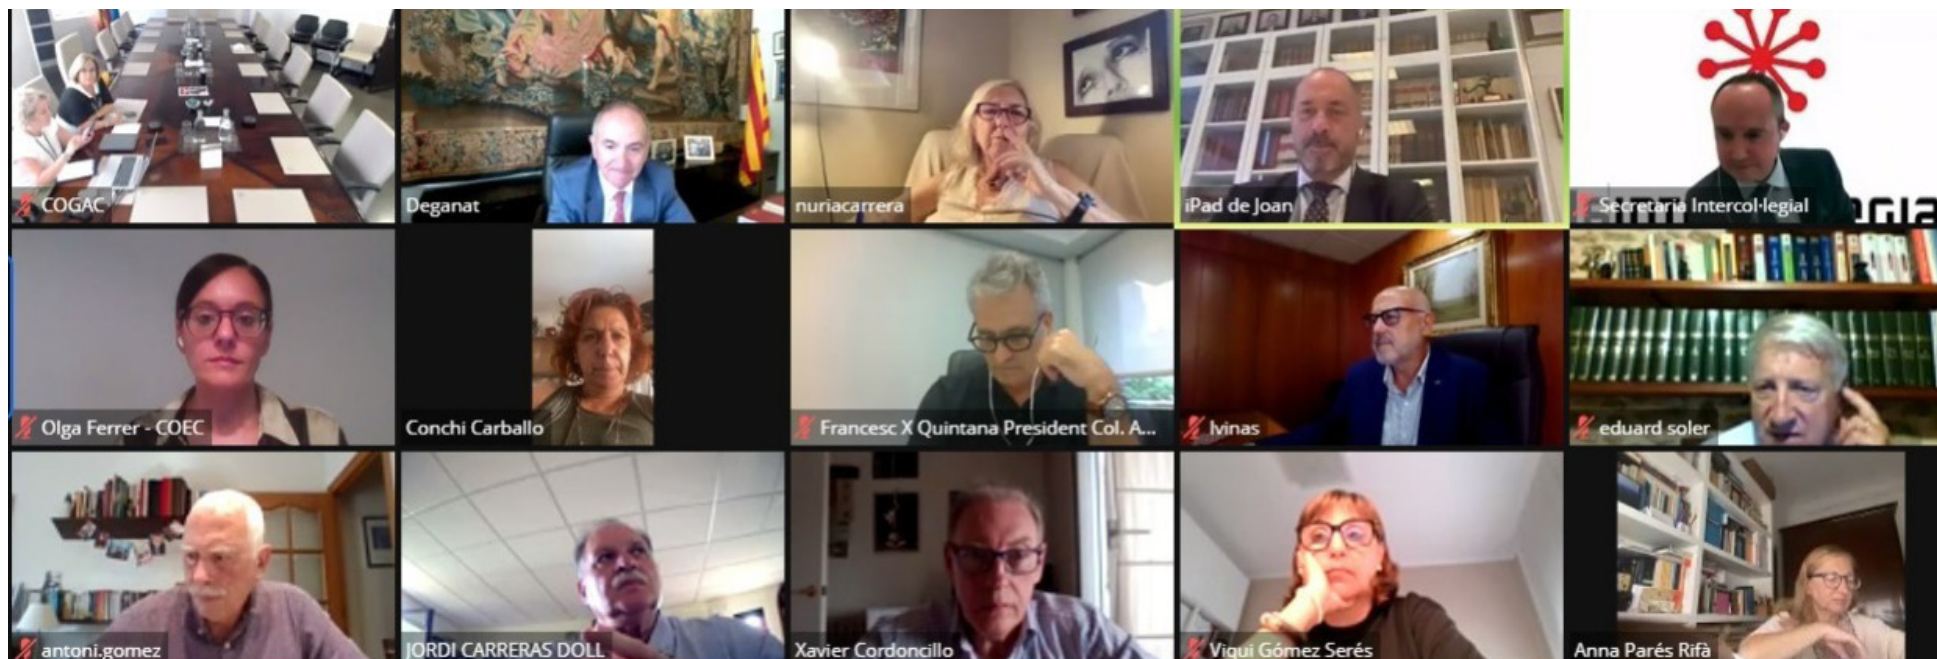 COGAC
Deganat
nuriacarrera
iPad de Joan
Secretaria Intercol·legial
Olga Ferrer - COEC
Conchi Carballo
Francesc X Quintana President Col. A...
lvinas
eduard soler
antoni.gomez
JORDI CARRERAS DOLL
Xavier Cordoncillo
Viqui Gómez Serés
Anna Parés Rifà